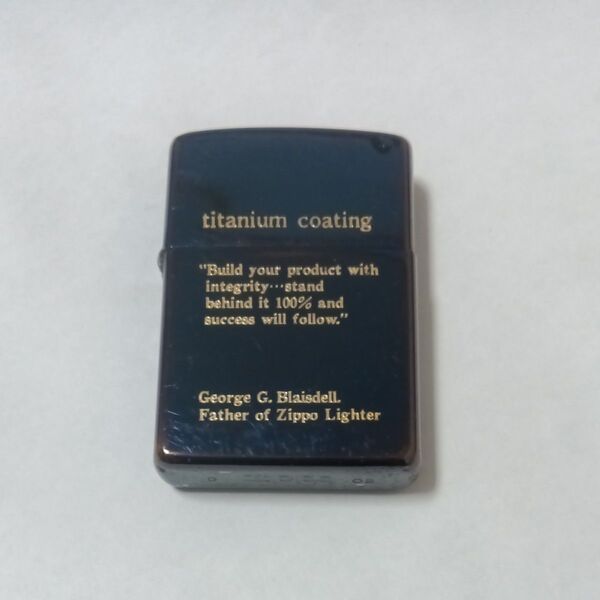 titanium coating
"Build your product with
integrity···stand
behind it 100% and
success will follow."
George G. Blaisdell.
Father of Zippo Lighter